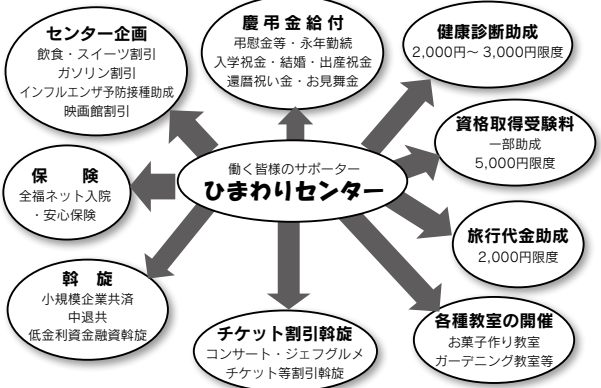 センター企画
飲食・スイーツ割引
ガソリン割引
インフルエンザ予防接種助成
映画館割引
慶弔金給付
弔慰金等・永年勤続
入学祝金・結婚・出産祝金
還暦祝い金・お見舞金
健康診断助成
2,000円～3,000円限度
資格取得受験料
一部助成
5,000円限度
保 険
全福ネット入院
・安心保険
働く皆様のサポーター
ひまわりセンター
旅行代金助成
2,000円限度
斡 旋
小規模企業共済
中退共
低金利資金融資斡旋
チケット割引斡旋
コンサート・ジェフグルメ
チケット等割引斡旋
各種教室の開催
お菓子作り教室
ガーデニング教室等